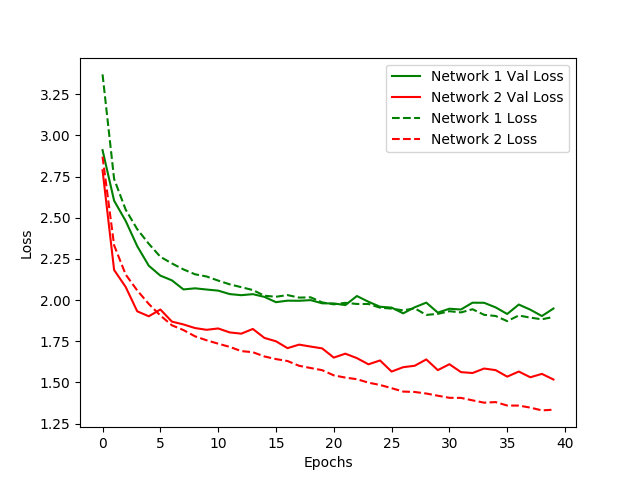 Network 1 Val Loss
Network 2 Val Loss
Network 1 Loss
Network 2 Loss
3.25
3.00
2.75
2.50
2.25
2.00
1.75
1.50
1.25
Loss
0 5 10 15 20 25 30 35 40
Epochs